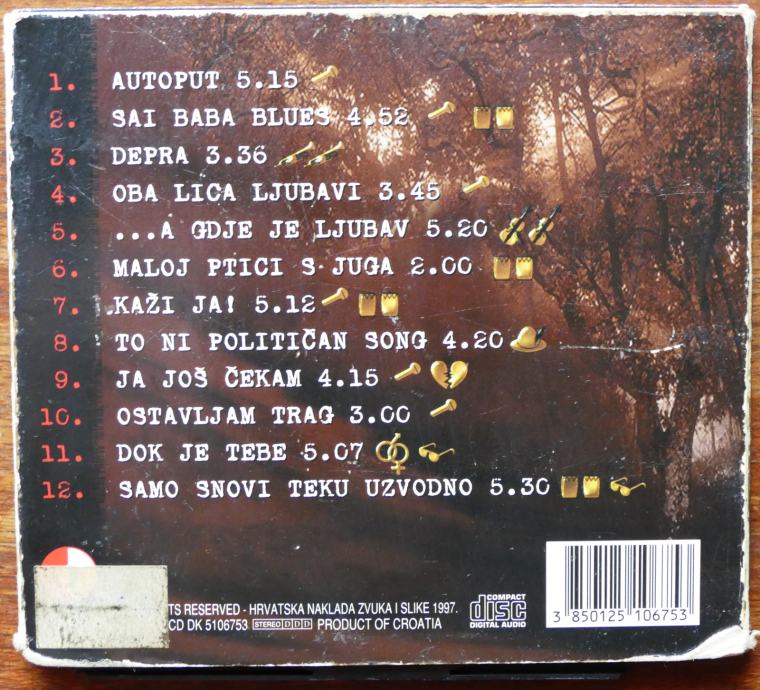 1. AUTOPUT 5.15
2. SAI BABA BLUES 4.52
3. DEPRA 3.36
4. OBA LICA LJUBAVI 3.45
5. ...A GDJE JE LJUBAV 5.20
6. MALOJ PTICI S JUGA 2.00
7. KAŽI JA! 5.12
8. TO NI POLITIČAN SONG 4.20
9. JA JOŠ ČEKAM 4.15
10. OSTAVLJAM TRAG 3.00
11. DOK JE TEBE 5.07
12. SAMO SNOVI TEKU UZVODNO 5.30
TS RESERVED - HRVATSKA NAKLADA ZVUKA I SLIKE 1997.
CD DK 5106753 STEREO DDD PRODUCT OF CROATIA
COMPACT
disc
DIGITAL AUDIO
3 850125 106753